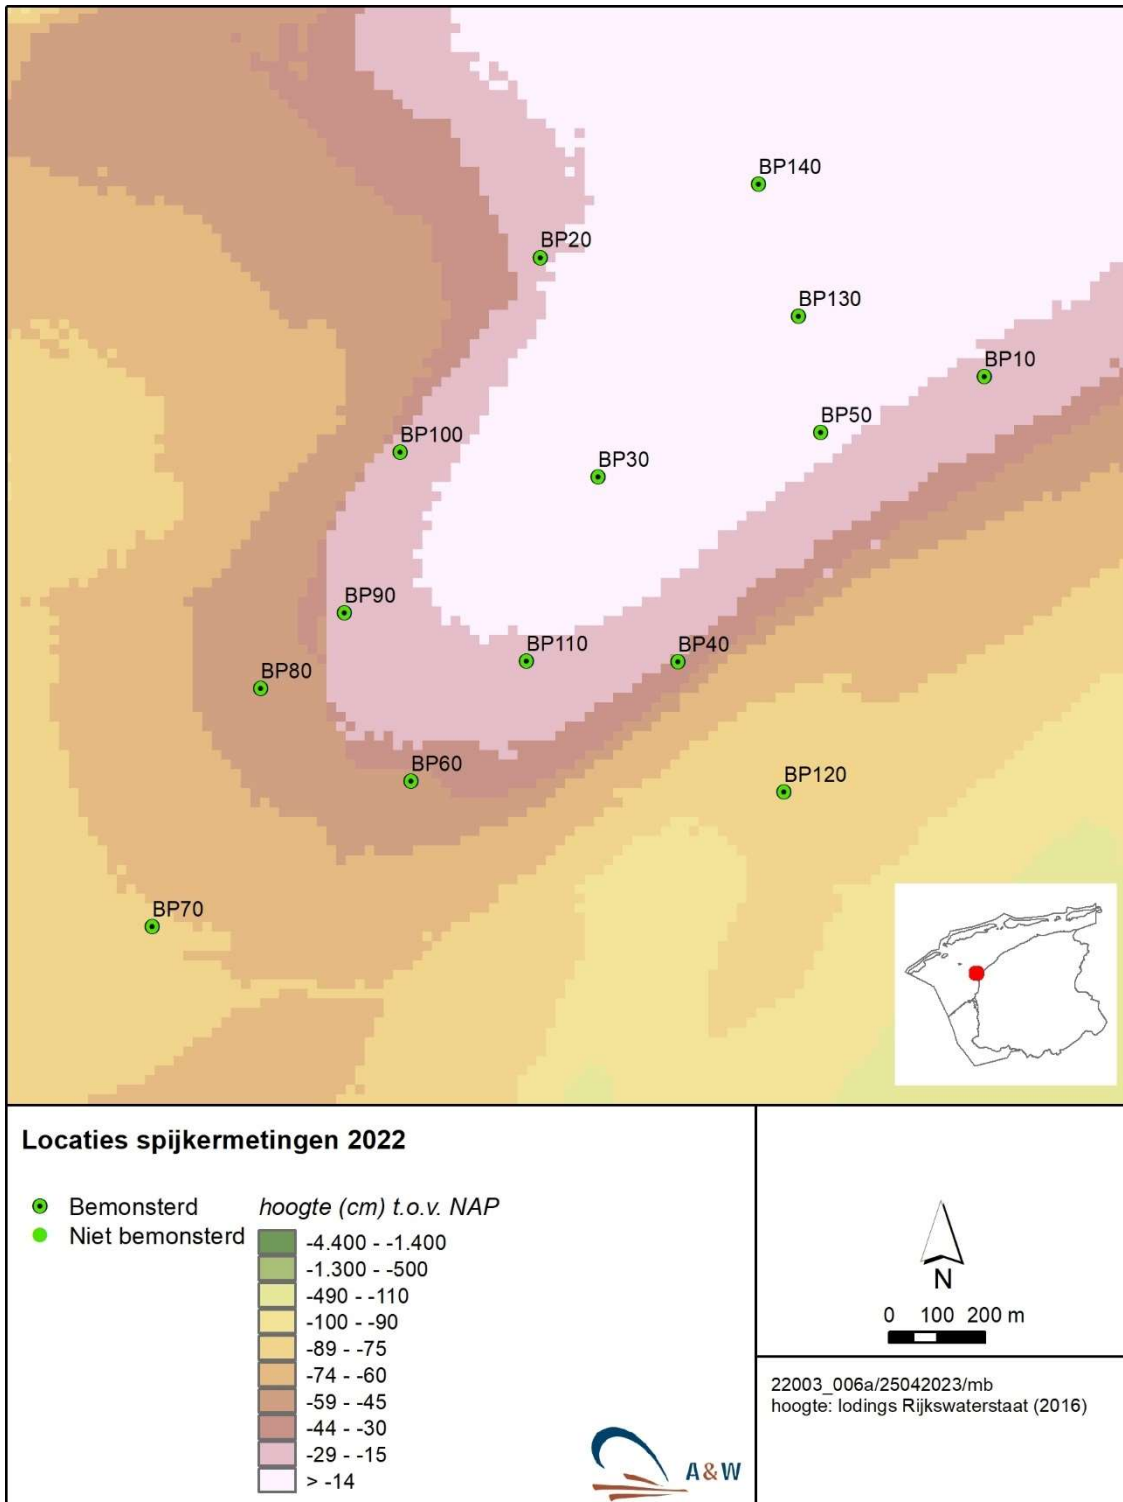 BP140
BP20
BP130
BP10
BP50
BP100
BP30
BP90
BP110
BP40
BP80
BP60
BP120
BP70
Locaties spijkermetingen 2022
Bemonsterd
Niet bemonsterd
hoogte (cm) t.o.v. NAP
-4.400 - -1.400
-1.300 - -500
-490 - -110
-100 - -90
-89 - -75
-74 - -60
-59 - -45
-44 - -30
-29 - -15
> -14
A&W
N
0 100 200 m
22003_006a/25042023/mb
hoogte: lodings Rijkswaterstaat (2016)